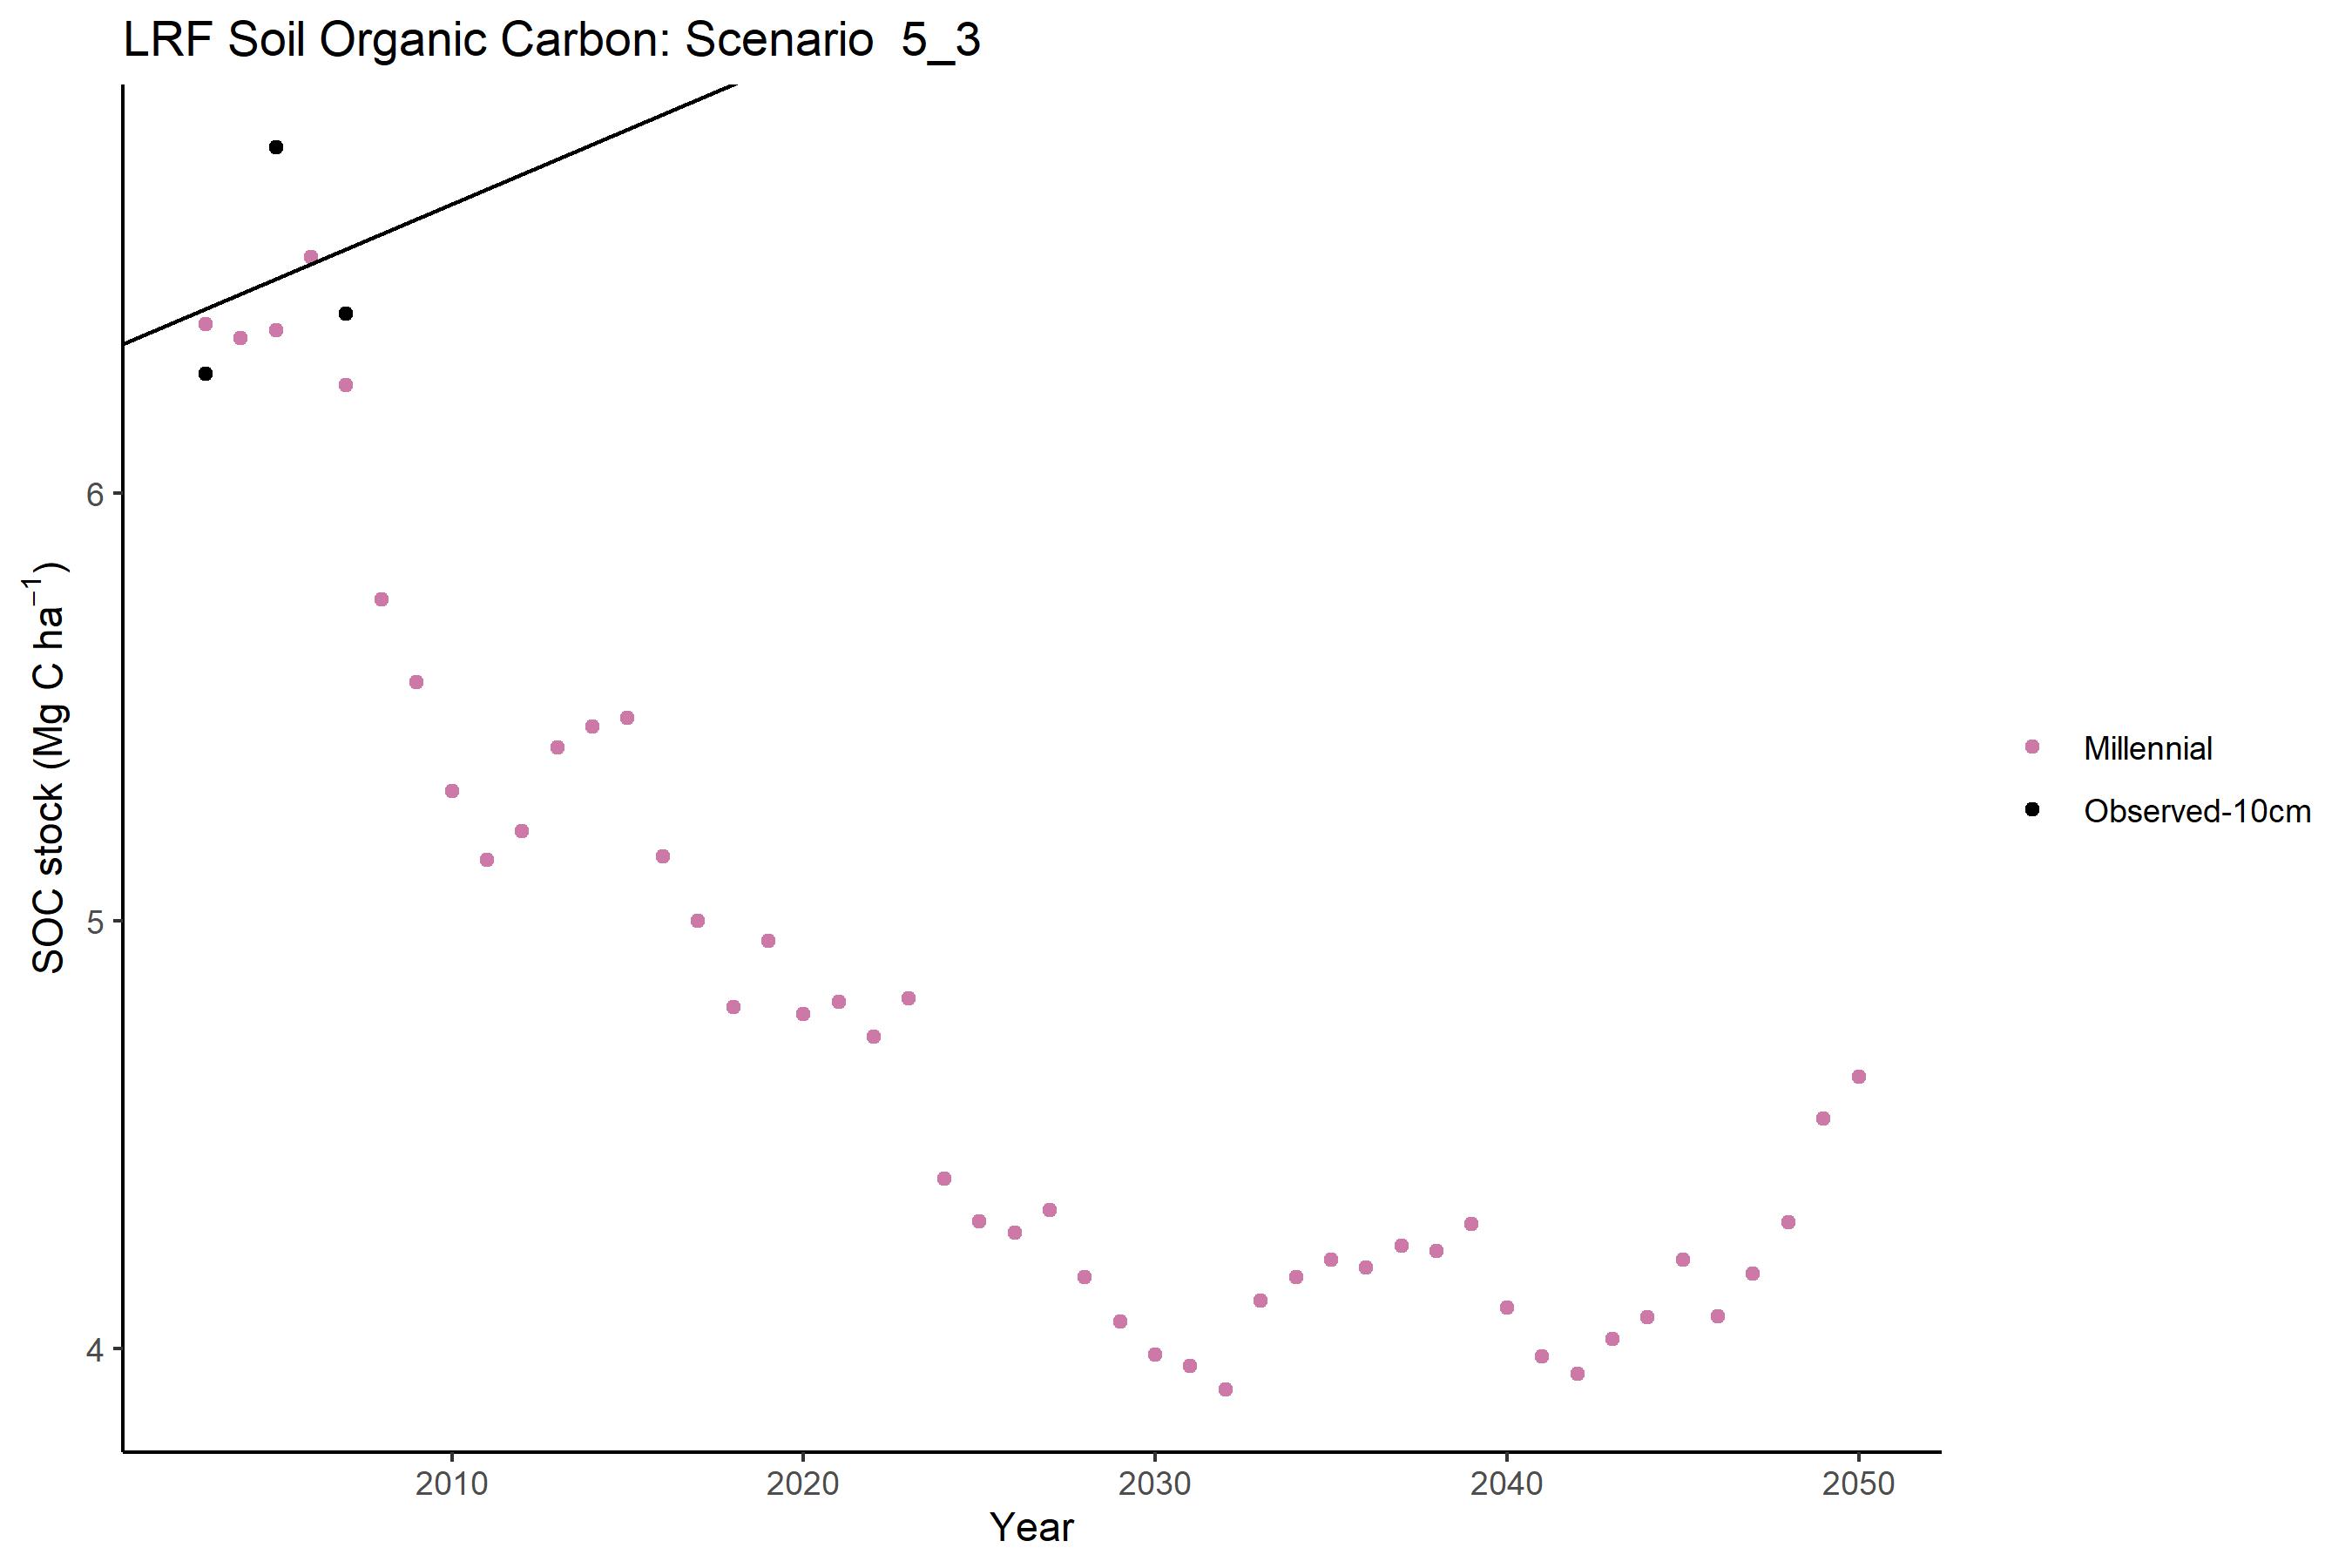 LRF Soil Organic Carbon: Scenario  5_3
SOC stock (Mg C ha⁻¹)
6
5
4
2010
2020
2030
2040
2050
Year
Millennial
Observed-10cm